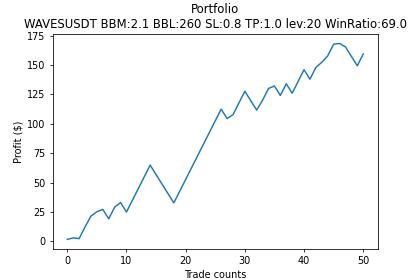 Portfolio
WAVESUSDT BBM:2.1 BBL:260 SL:0.8 TP:1.0 lev:20 WinRatio:69.0
175
150
125
100
75
50
25
0
Profit ($)
0 10 20 30 40 50
Trade counts